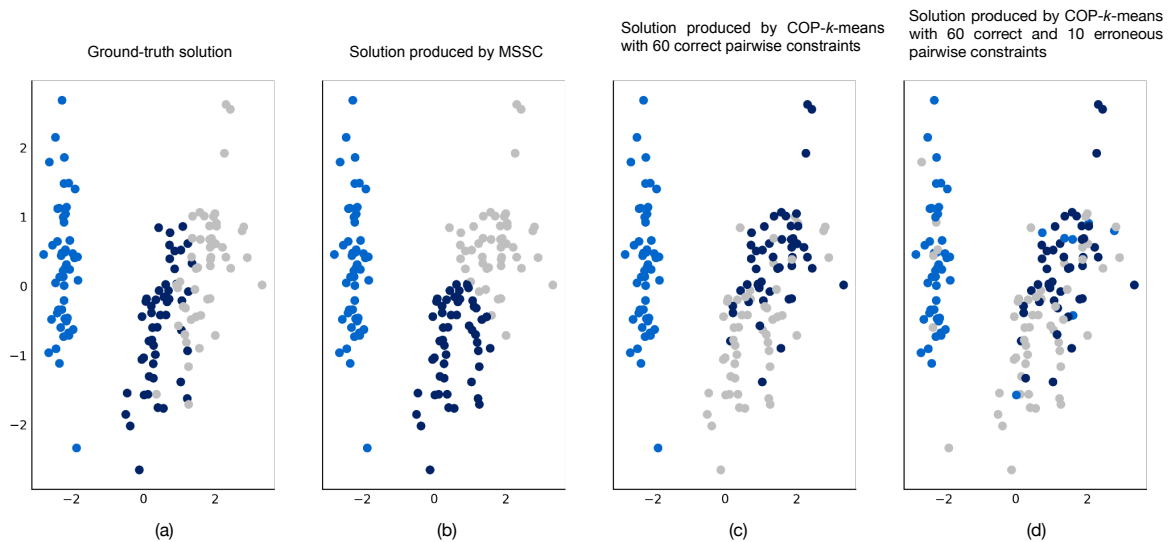 Ground-truth solution
Solution produced by MSSC
Solution produced by COP-k-means
with 60 correct pairwise constraints
Solution produced by COP-k-means
with 60 correct and 10 erroneous
pairwise constraints
2
1
0
−1
−2
−2 0 2
−2 0 2
−2 0 2
−2 0 2
(a)
(b)
(c)
(d)